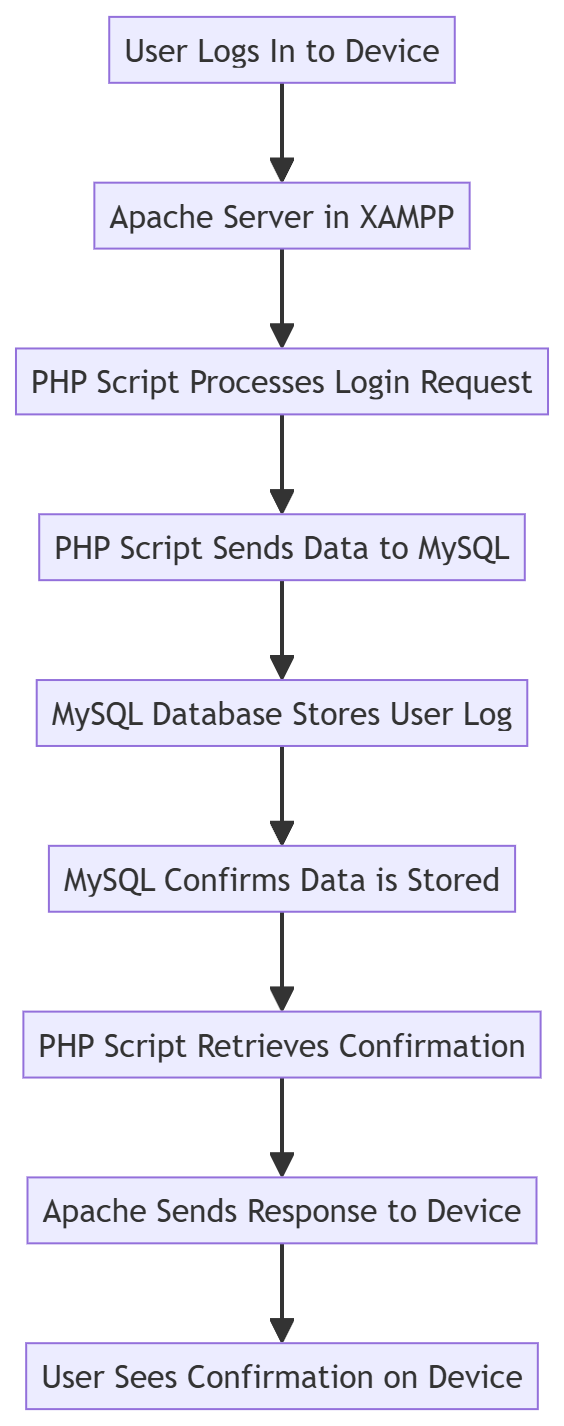 User Logs In to Device
Apache Server in XAMPP
PHP Script Processes Login Request
PHP Script Sends Data to MySQL
MySQL Database Stores User Log
MySQL Confirms Data is Stored
PHP Script Retrieves Confirmation
Apache Sends Response to Device
User Sees Confirmation on Device